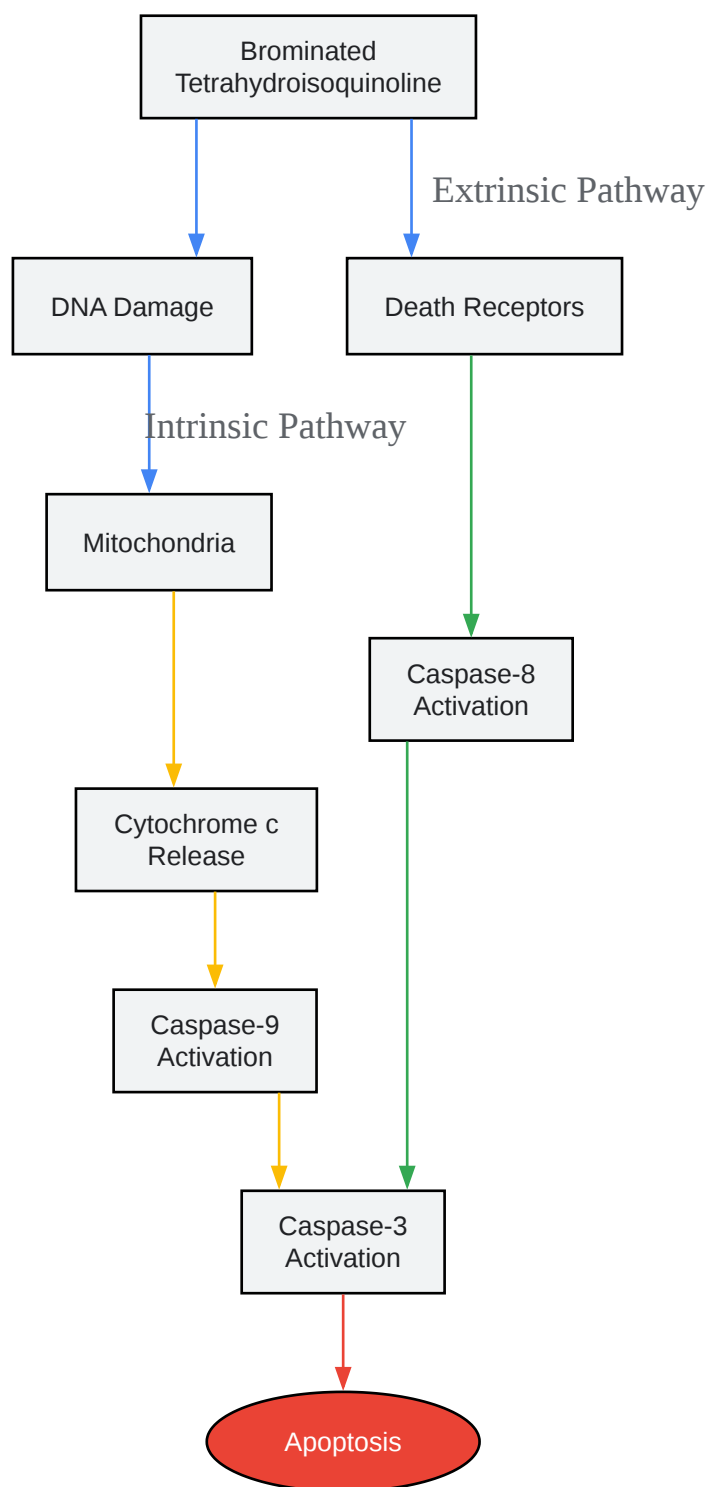 Brominated
Tetrahydroisoquinoline
Extrinsic Pathway
DNA Damage
Death Receptors
Intrinsic Pathway
Mitochondria
Caspase-8
Activation
Cytochrome c
Release
Caspase-9
Activation
Caspase-3
Activation
Apoptosis